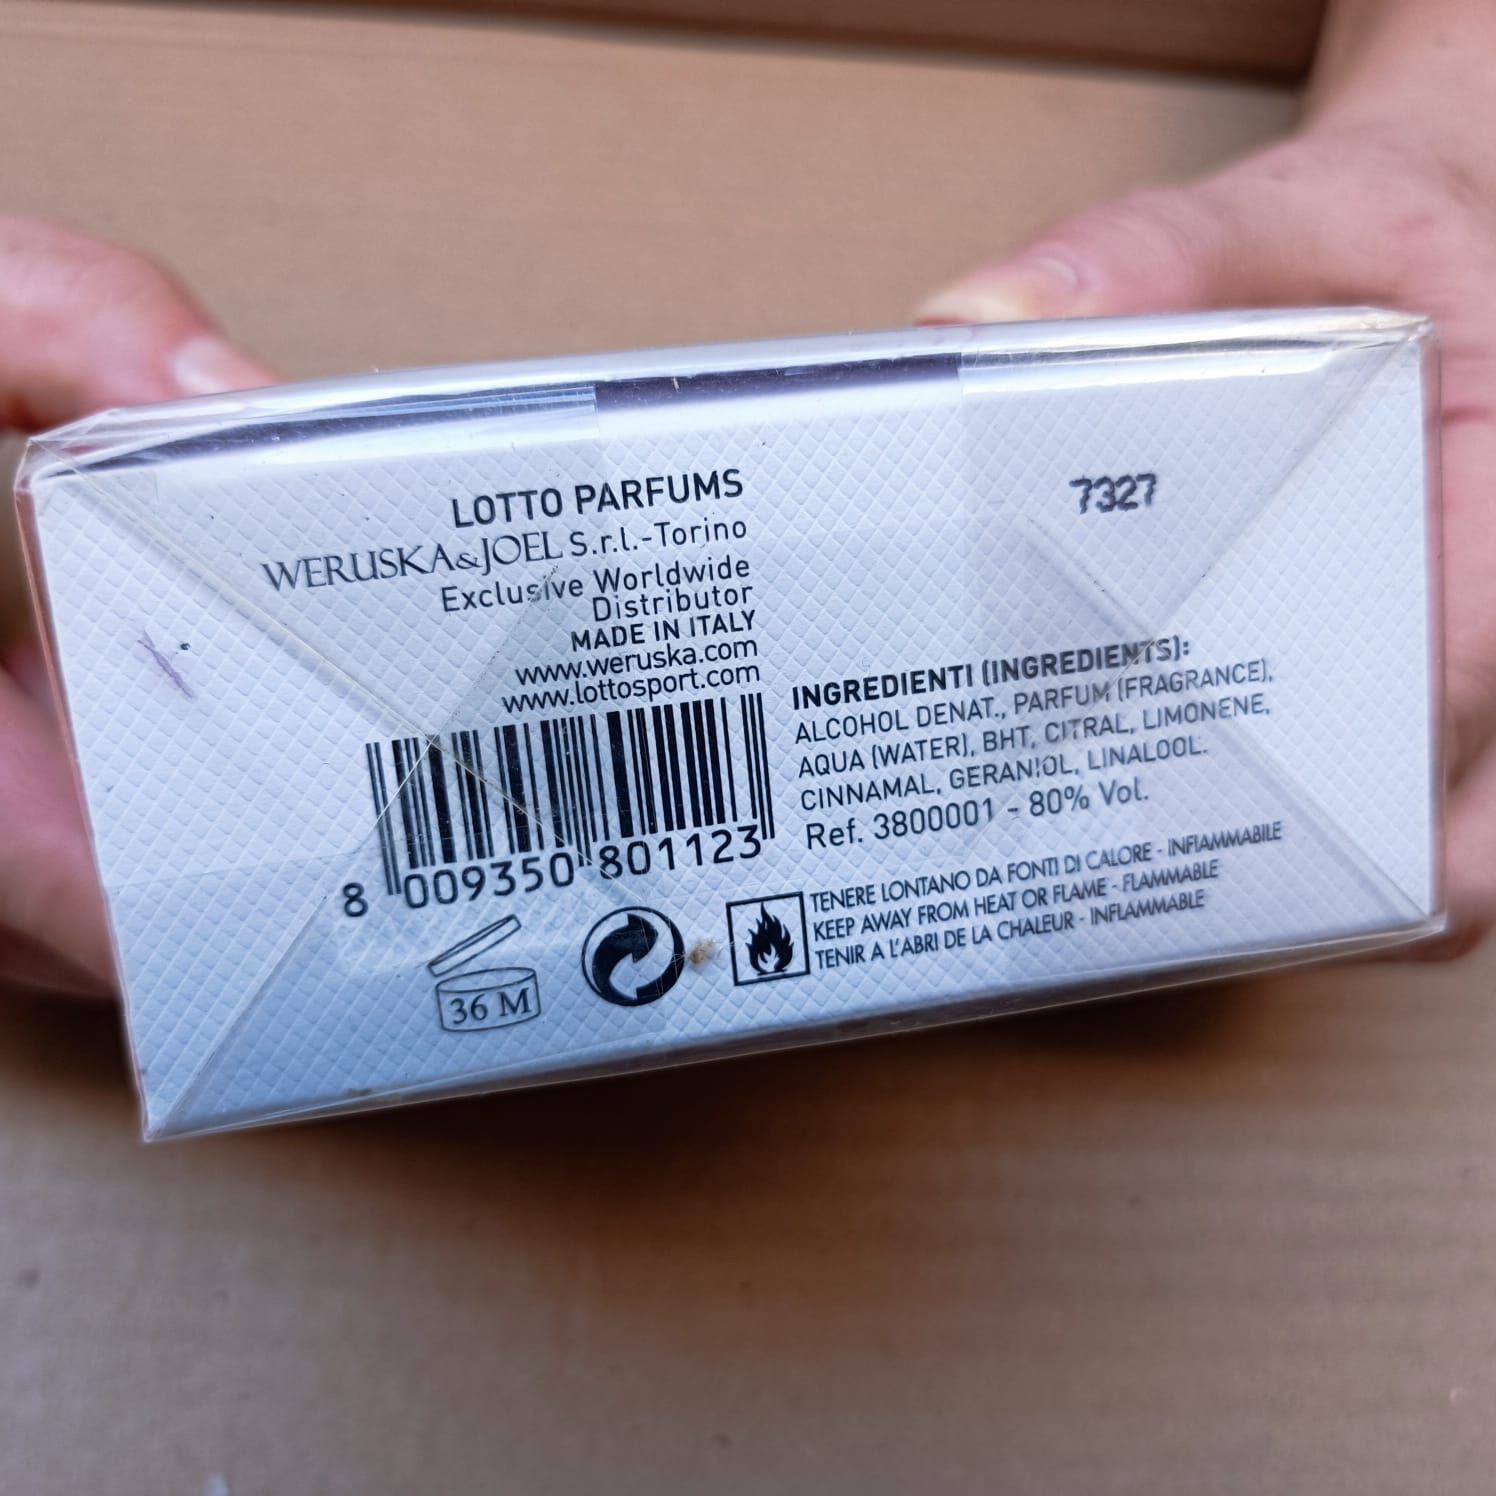 LOTTO PARFUMS
WERUSKA&JOEL S.r.l.-Torino
Exclusive Worldwide
Distributor
MADE IN ITALY
www.weruska.com
www.lottosport.com
8 009350 801123
36 M
7327
INGREDIENTI (INGREDIENTS):
ALCOHOL DENAT., PARFUM (FRAGRANCE),
AQUA (WATER), BHT, CITRAL, LIMONENE,
CINNAMAL, GERANIOL, LINALOOL.
Ref. 3800001 - 80% Vol.
TENERE LONTANO DA FONTI DI CALORE - INFIAMMABILE
KEEP AWAY FROM HEAT OR FLAME - FLAMMABLE
TENIR A L'ABRI DE LA CHALEUR - INFLAMMABLE